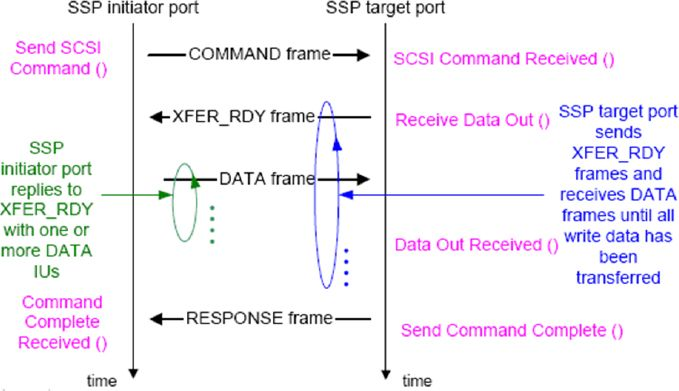 SSP initiator port
SSP target port
Send SCSI
Command ()
COMMAND frame
SCSI Command Received ()
XFER_RDY frame
Receive Data Out ()
SSP
initiator port
replies to
XFER_RDY
with one or
more DATA
IUs
DATA frame
SSP target port
sends
XFER_RDY
frames and
receives DATA
frames until all
write data has
been
transferred
Data Out Received ()
Command
Complete
Received ()
RESPONSE frame
Send Command Complete ()
time
time